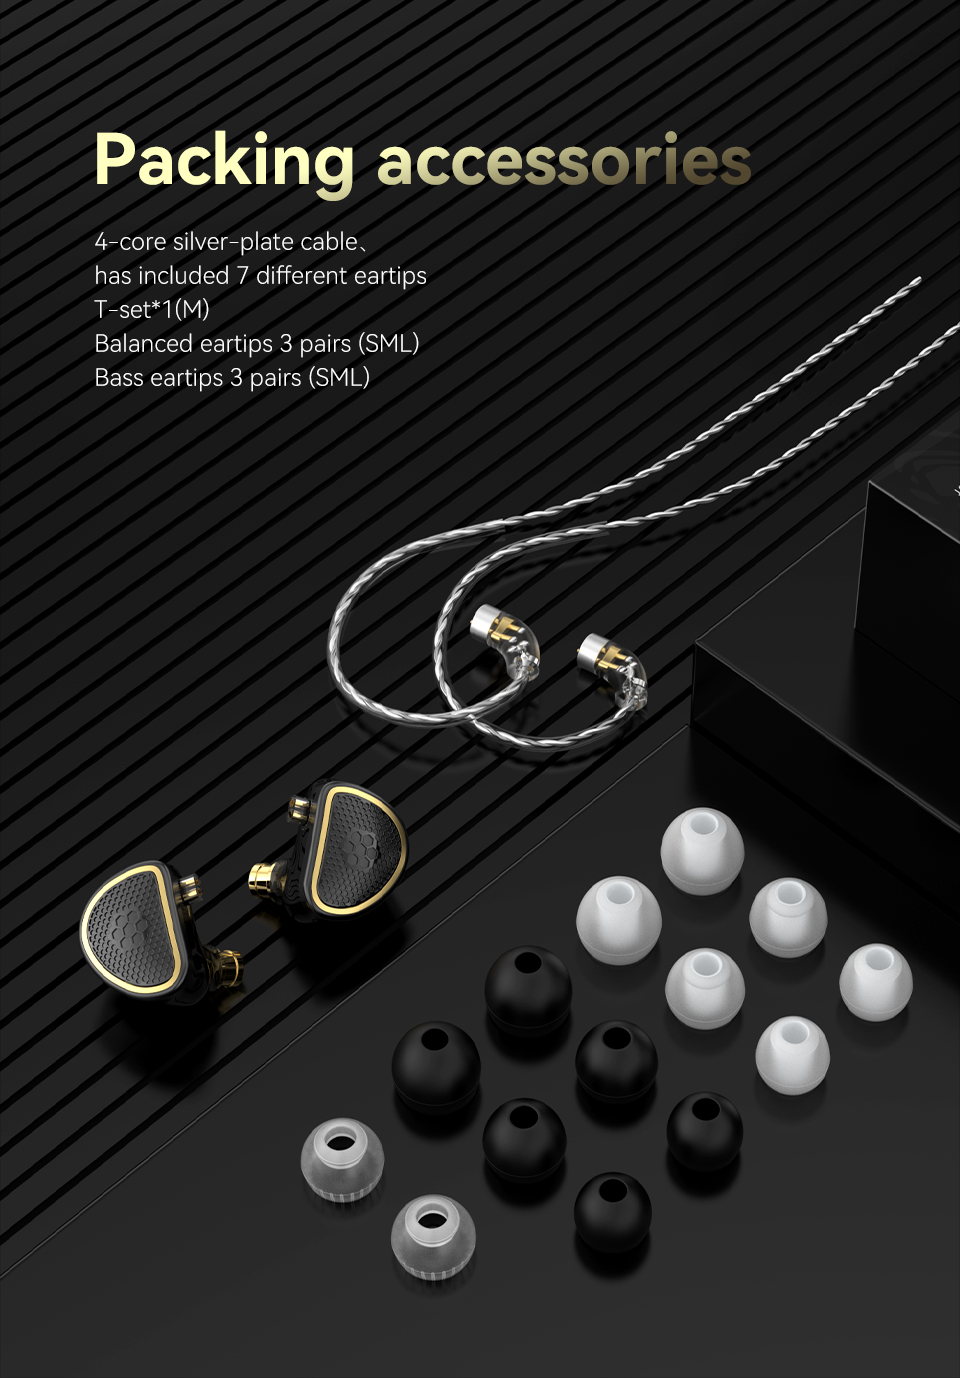 Packing accessories
4-core silver-plate cable、
has included 7 different eartips
T-set*1(M)
Balanced eartips 3 pairs (SML)
Bass eartips 3 pairs (SML)